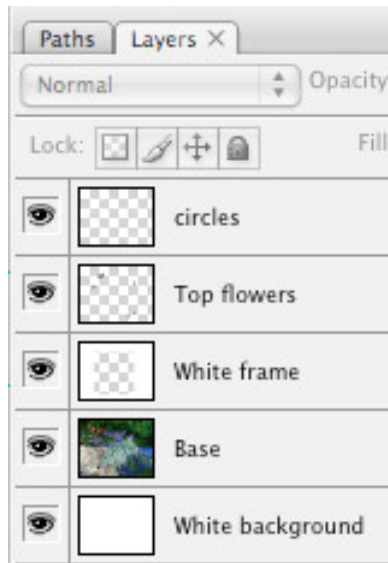 Paths Layers ×
Normal Opacity
Lock: Fill
circles
Top flowers
White frame
Base
White background